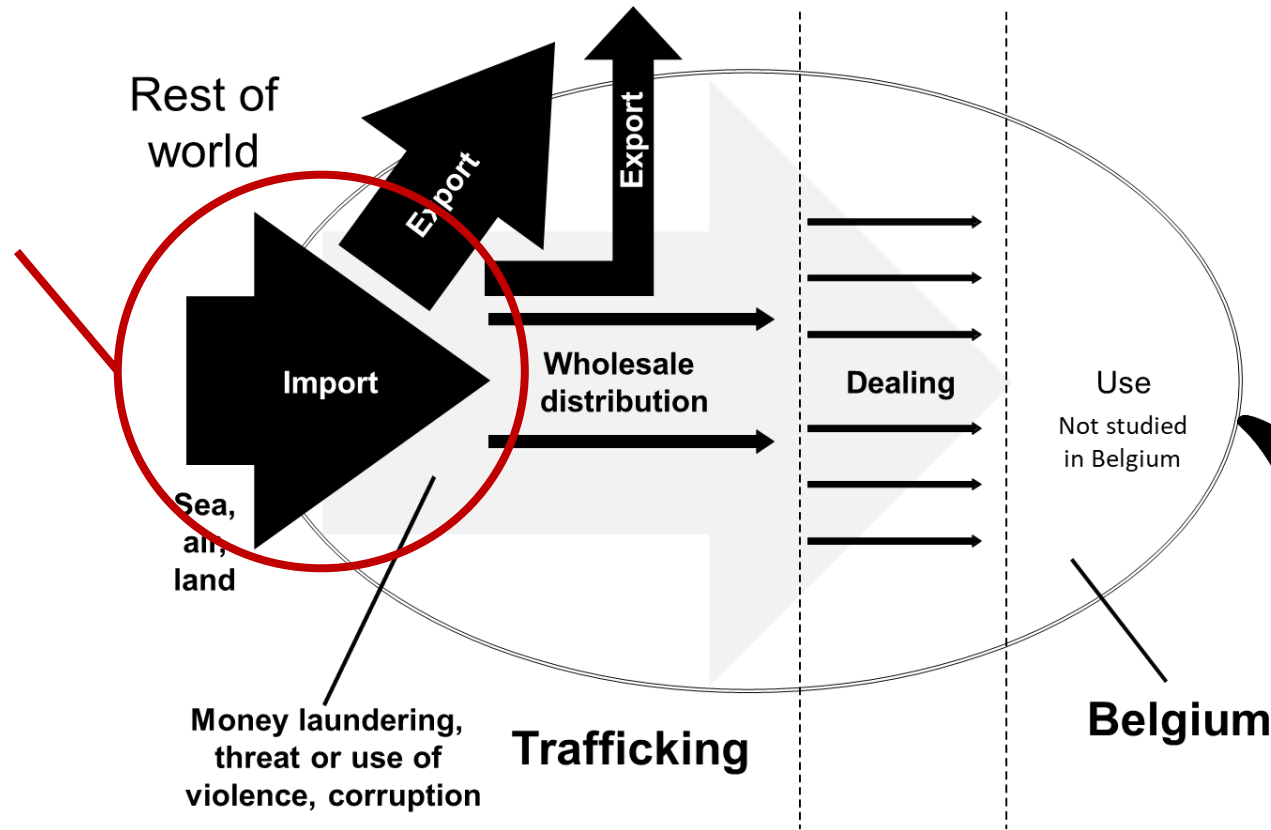 Rest of
world
Export
Export
Import
Wholesale
distribution
Dealing
Use
Not studied
in Belgium
Sea,
air,
land
Money laundering,
threat or use of
violence, corruption
Trafficking
Belgium